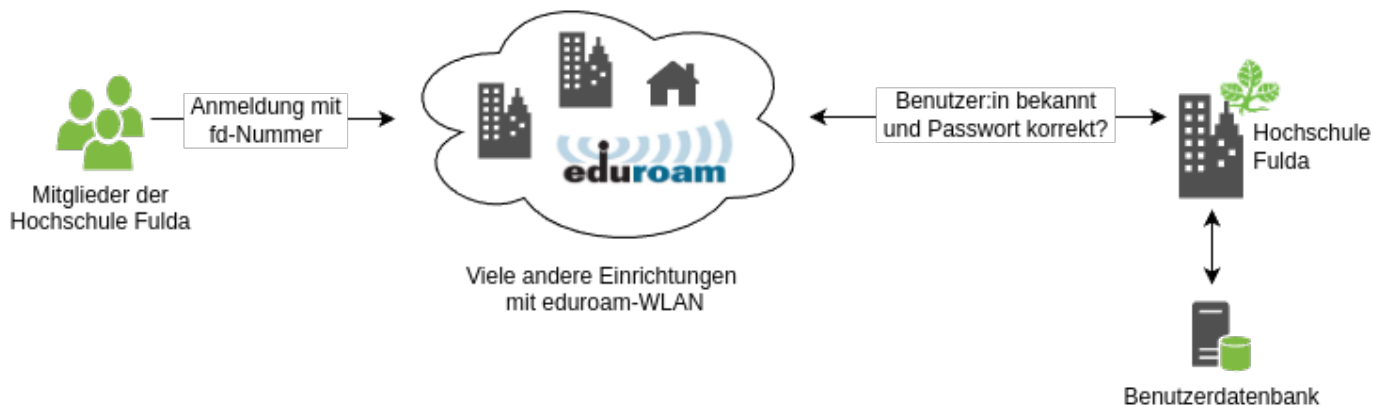 Anmeldung mit
fd-Nummer
Mitglieder der
Hochschule Fulda
eduroam
Viele andere Einrichtungen
mit eduroam-WLAN
Benutzer:in bekannt
und Passwort korrekt?
Hochschule
Fulda
Benutzerdatenbank